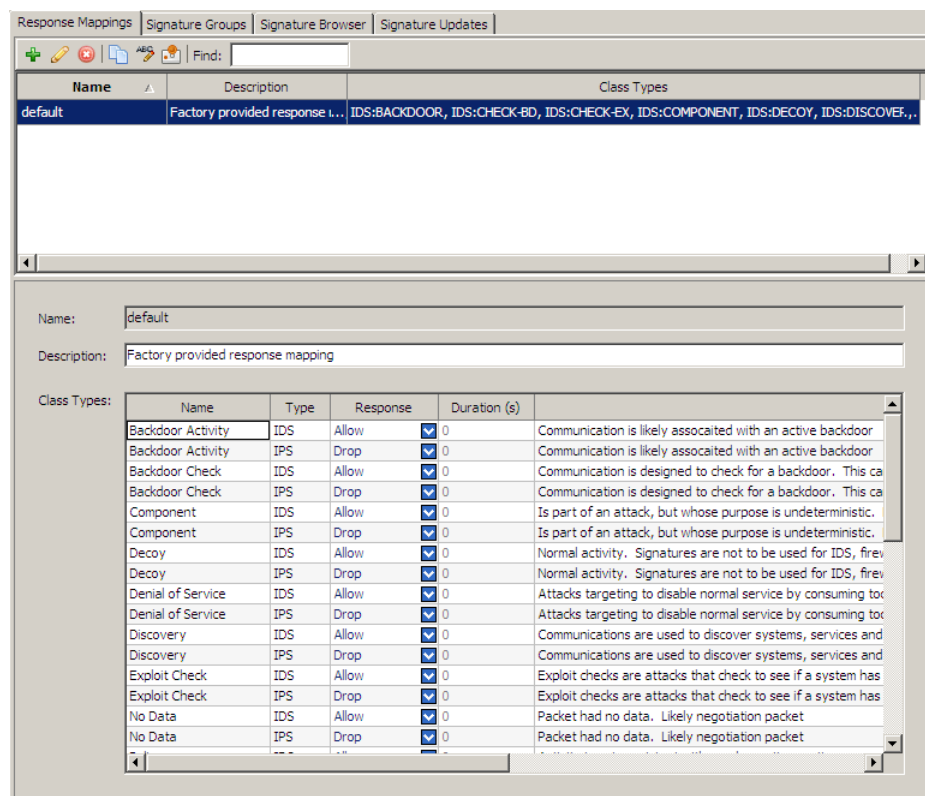 Response Mappings Signature Groups Signature Browser Signature Updates
ABC Find:
Name Description Class Types
default Factory provided response ι... IDS:BACKDOOR, IDS:CHECK-BD, IDS:CHECK-EX, IDS:COMPONENT, IDS:DECOY, IDS:DISCOVER.,.
Name: default
Description: Factory provided response mapping
Class Types:
Name Type Response Duration (s)
Backdoor Activity IDS Allow 0 Communication is likely assocaited with an active backdoor
Backdoor Activity IPS Drop 0 Communication is likely assocaited with an active backdoor
Backdoor Check IDS Allow 0 Communication is designed to check for a backdoor. This ca
Backdoor Check IPS Drop 0 Communication is designed to check for a backdoor. This ca
Component IDS Allow 0 Is part of an attack, but whose purpose is undeterministic.
Component IPS Drop 0 Is part of an attack, but whose purpose is undeterministic.
Decoy IDS Allow 0 Normal activity. Signatures are not to be used for IDS, firew
Decoy IPS Drop 0 Normal activity. Signatures are not to be used for IDS, firew
Denial of Service IDS Allow 0 Attacks targeting to disable normal service by consuming too
Denial of Service IPS Drop 0 Attacks targeting to disable normal service by consuming too
Discovery IDS Allow 0 Communications are used to discover systems, services and
Discovery IPS Drop 0 Communications are used to discover systems, services and
Exploit Check IDS Allow 0 Exploit checks are attacks that check to see if a system has
Exploit Check IPS Drop 0 Exploit checks are attacks that check to see if a system has
No Data IDS Allow 0 Packet had no data. Likely negotiation packet
No Data IPS Drop 0 Packet had no data. Likely negotiation packet